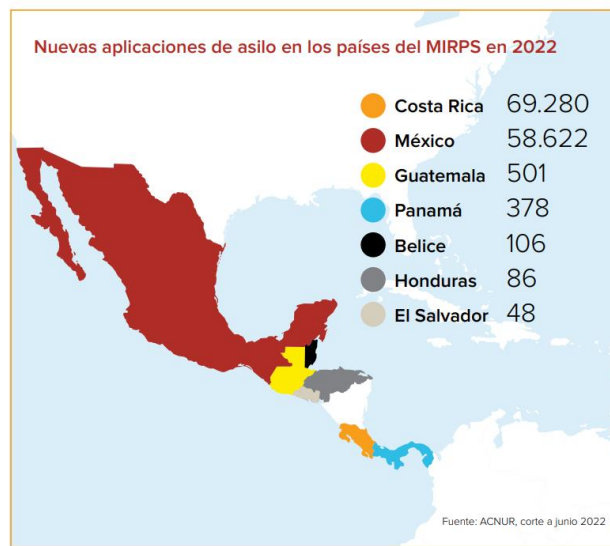 Nuevas aplicaciones de asilo en los países del MIRPS en 2022
Costa Rica 69.280
México 58.622
Guatemala 501
Panamá 378
Belice 106
Honduras 86
El Salvador 48
Fuente: ACNUR, corte a junio 2022